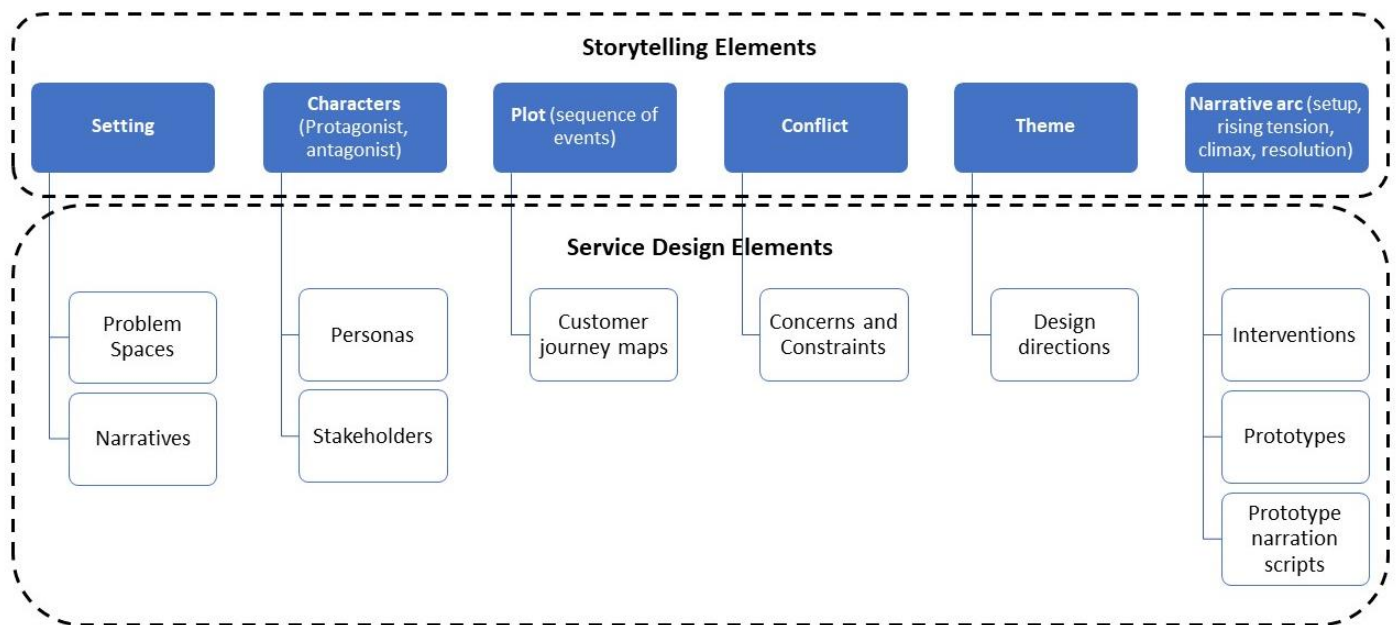 Storytelling Elements
Setting
Characters
(Protagonist,
antagonist)
Plot (sequence of
events)
Conflict
Theme
Narrative arc (setup,
rising tension,
climax, resolution)
Service Design Elements
Problem
Spaces
Narratives
Personas
Stakeholders
Customer
journey maps
Concerns and
Constraints
Design
directions
Interventions
Prototypes
Prototype
narration
scripts